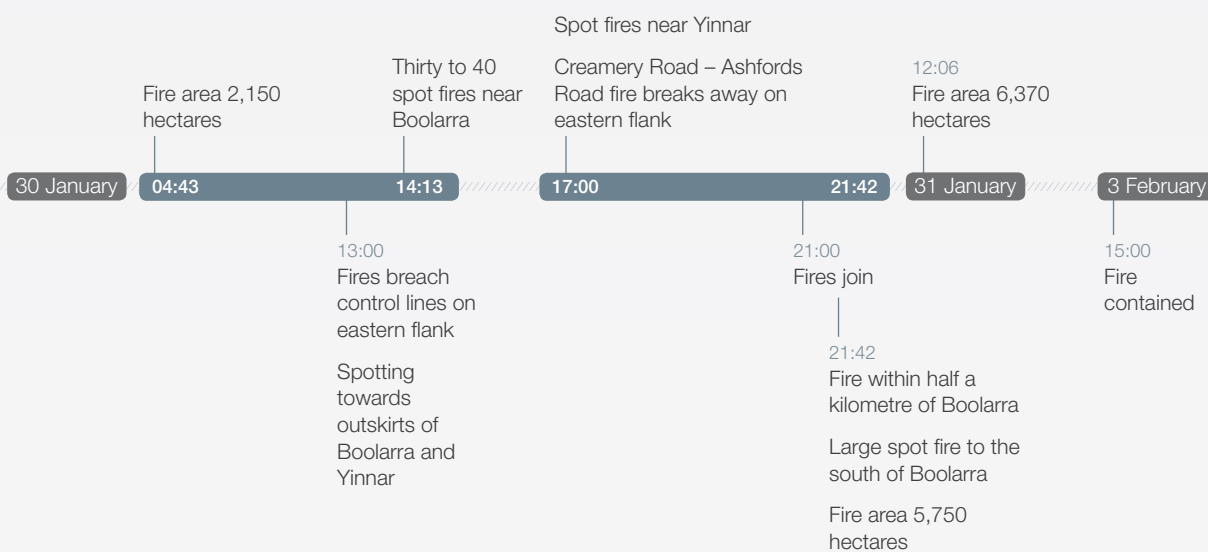 Spot fires near Yinnar
Thirty to 40
spot fires near
Boolarra
Creamery Road – Ashfords
Road fire breaks away on
eastern flank
12:06
Fire area 6,370
hectares
Fire area 2,150
hectares
30 January
04:43
14:13
17:00
21:42
31 January
3 February
13:00
Fires breach
control lines on
eastern flank
Spotting
towards
outskirts of
Boolarra and
Yinnar
21:00
Fires join
21:42
Fire within half a
kilometre of Boolarra
Large spot fire to the
south of Boolarra
Fire area 5,750
hectares
15:00
Fire
contained